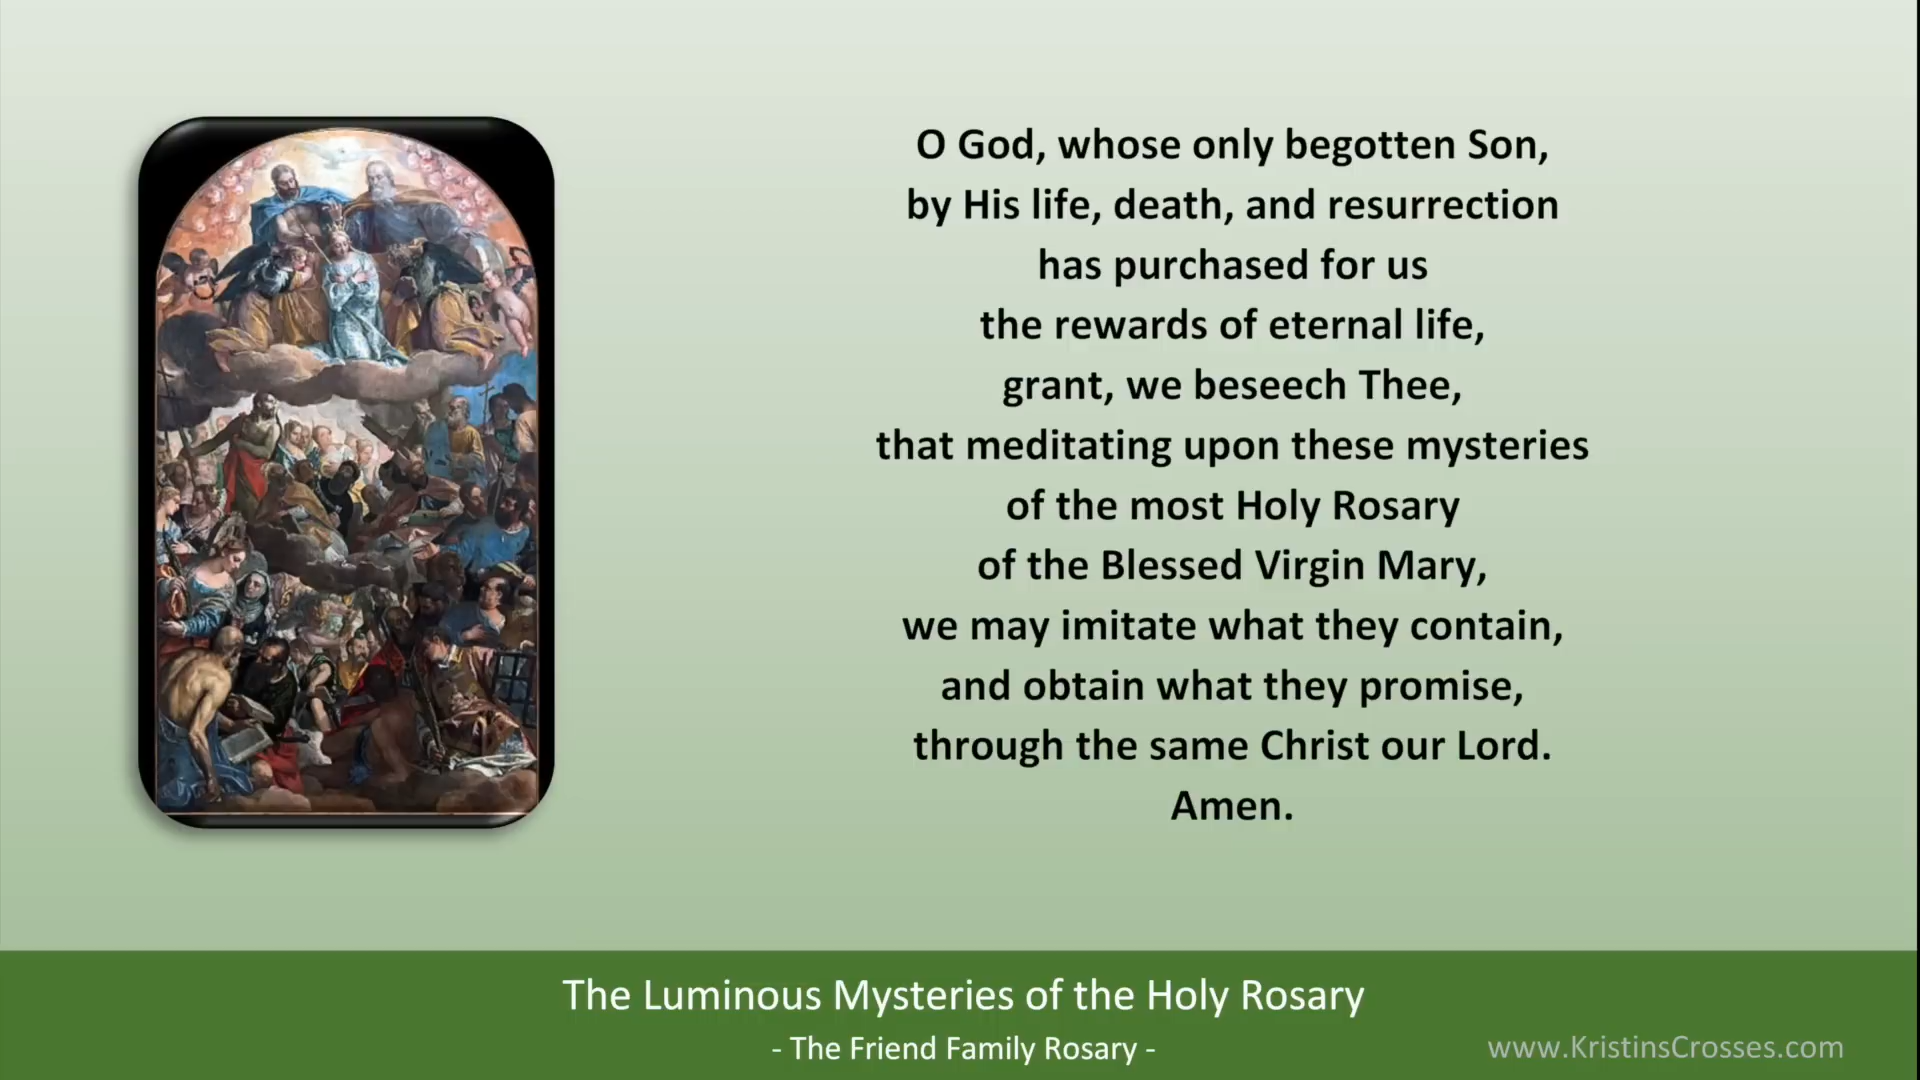 O God, whose only begotten Son,
by His life, death, and resurrection
has purchased for us
the rewards of eternal life,
grant, we beseech Thee,
that meditating upon these mysteries
of the most Holy Rosary
of the Blessed Virgin Mary,
we may imitate what they contain,
and obtain what they promise,
through the same Christ our Lord.
Amen.
The Luminous Mysteries of the Holy Rosary
- The Friend Family Rosary -
www.KristinsCrosses.com